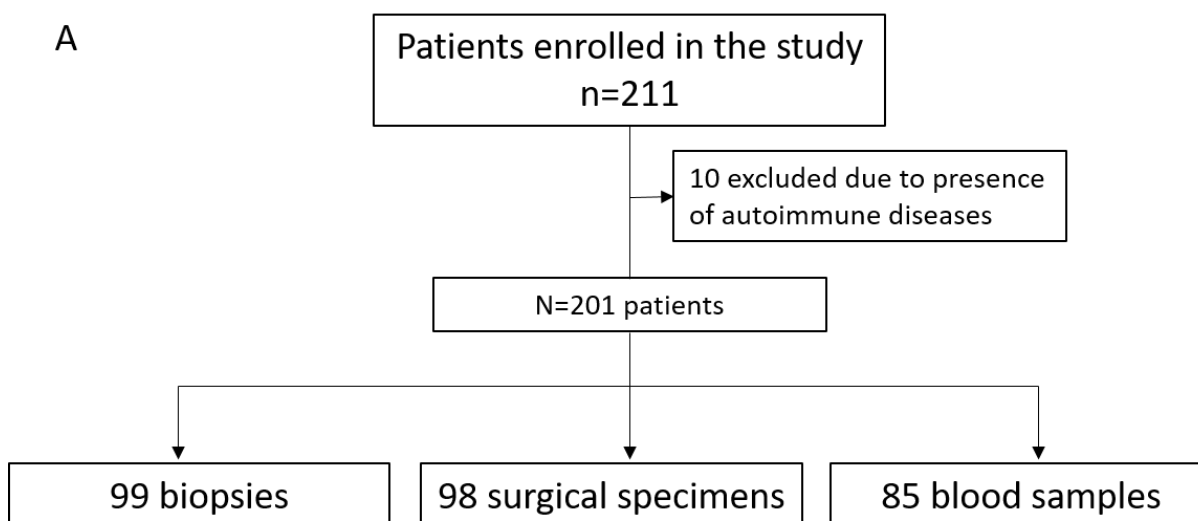 A
Patients enrolled in the study
n=211
10 excluded due to presence
of autoimmune diseases
N=201 patients
99 biopsies
98 surgical specimens
85 blood samples